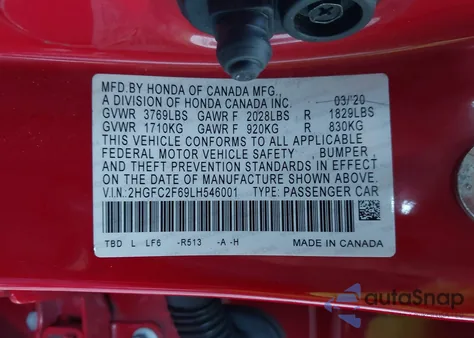 MFD.BY HONDA OF CANADA MFG.,
A DIVISION OF HONDA CANADA INC. 03/20
GVWR 3769LBS GAWR F 2028LBS R 1829LBS
GVWR 1710KG GAWR F 920KG R 830KG
THIS VEHICLE CONFORMS TO ALL APPLICABLE
FEDERAL MOTOR VEHICLE SAFETY , BUMPER ,
AND THEFT PREVENTION STANDARDS IN EFFECT
ON THE DATE OF MANUFACTURE SHOWN ABOVE.
V.I.N: 2HGFC2F69LH546001 TYPE: PASSENGER CAR
TBD L LF6 -R513 -A -H MADE IN CANADA
autoSnap